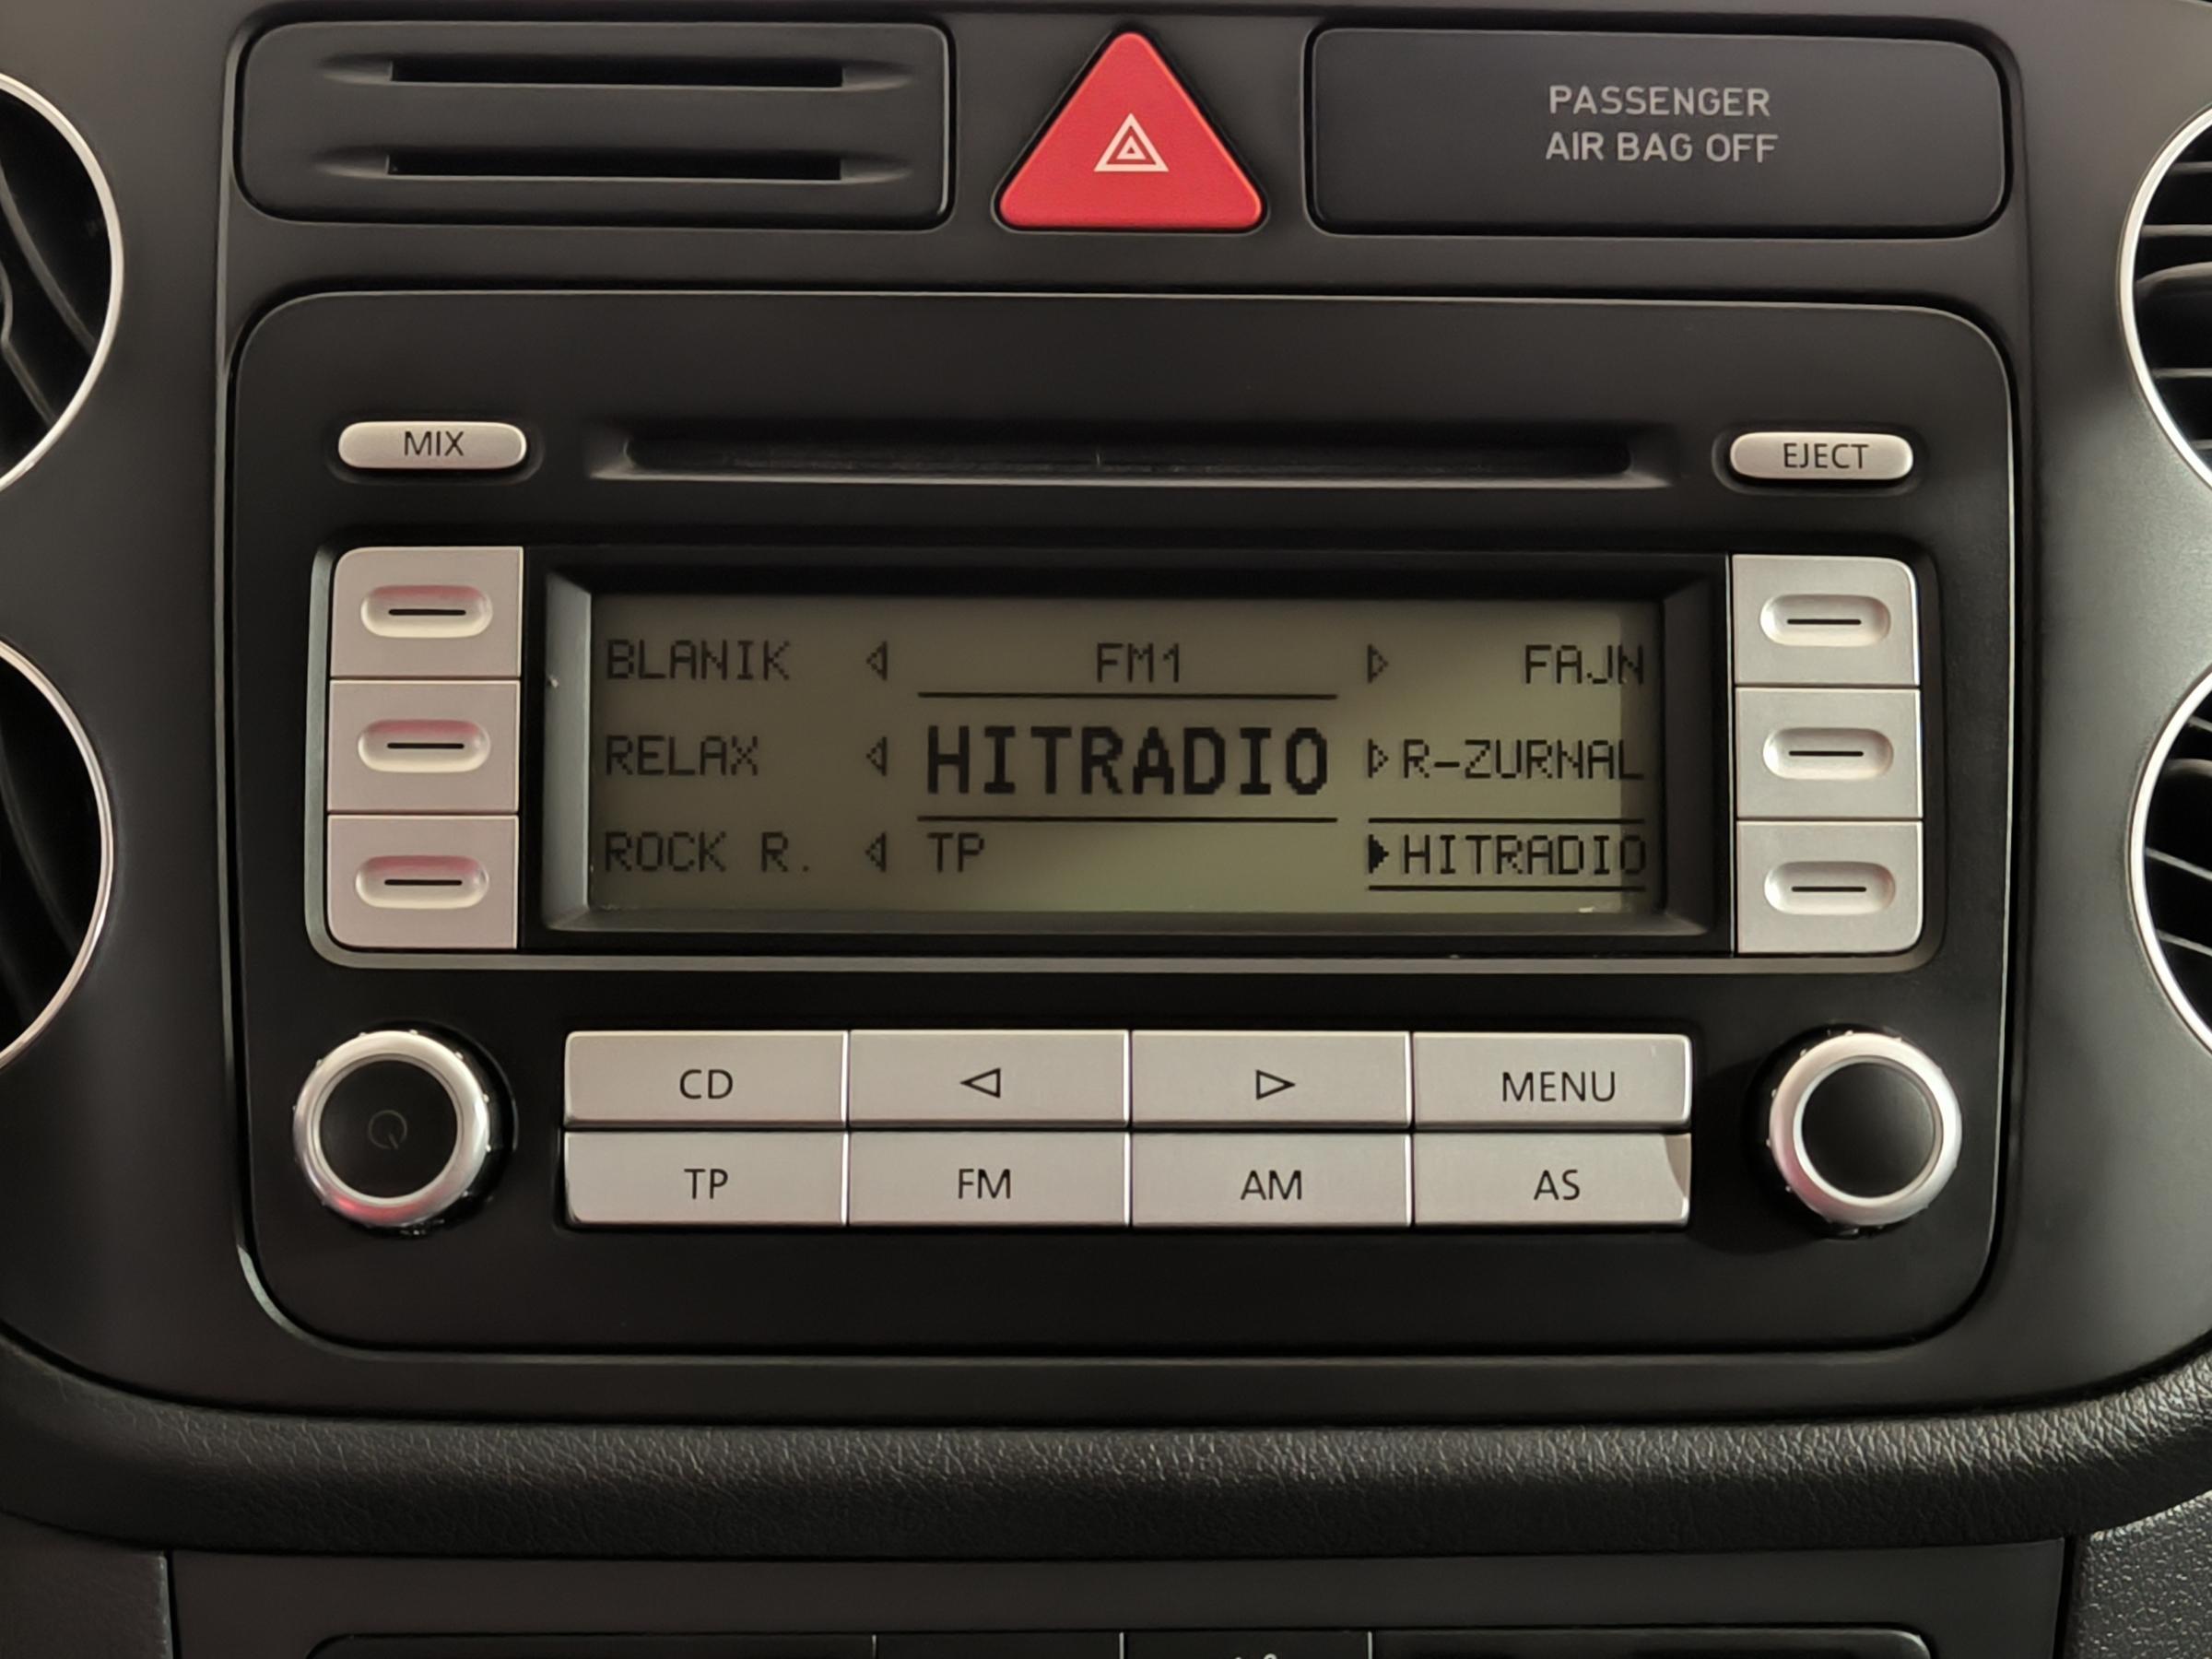 PASSENGER
AIR BAG OFF
MIX
EJECT
BLANIK FM1 FAJN
RELAX HITRADIO R-ZURNAL
ROCK R. TP HITRADIO
CD MENU
TP FM AM AS